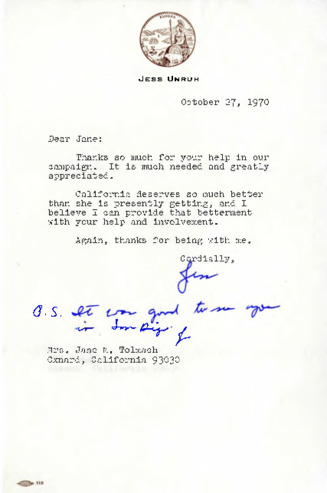 JESS UNRUH
October 27, 1970
Dear Jane:
Thanks so much for your help in our
campaign. It is much needed and greatly
appreciated.
California deserves so much better
than she is presently getting, and I
believe I can provide that betterment
with your help and involvement.
Again, thanks for being with me.
Cordially,
Jess
P.S. It was good to see you
in San Diego J
Mrs. Jane M. Tolmach
Oxnard, California 93030